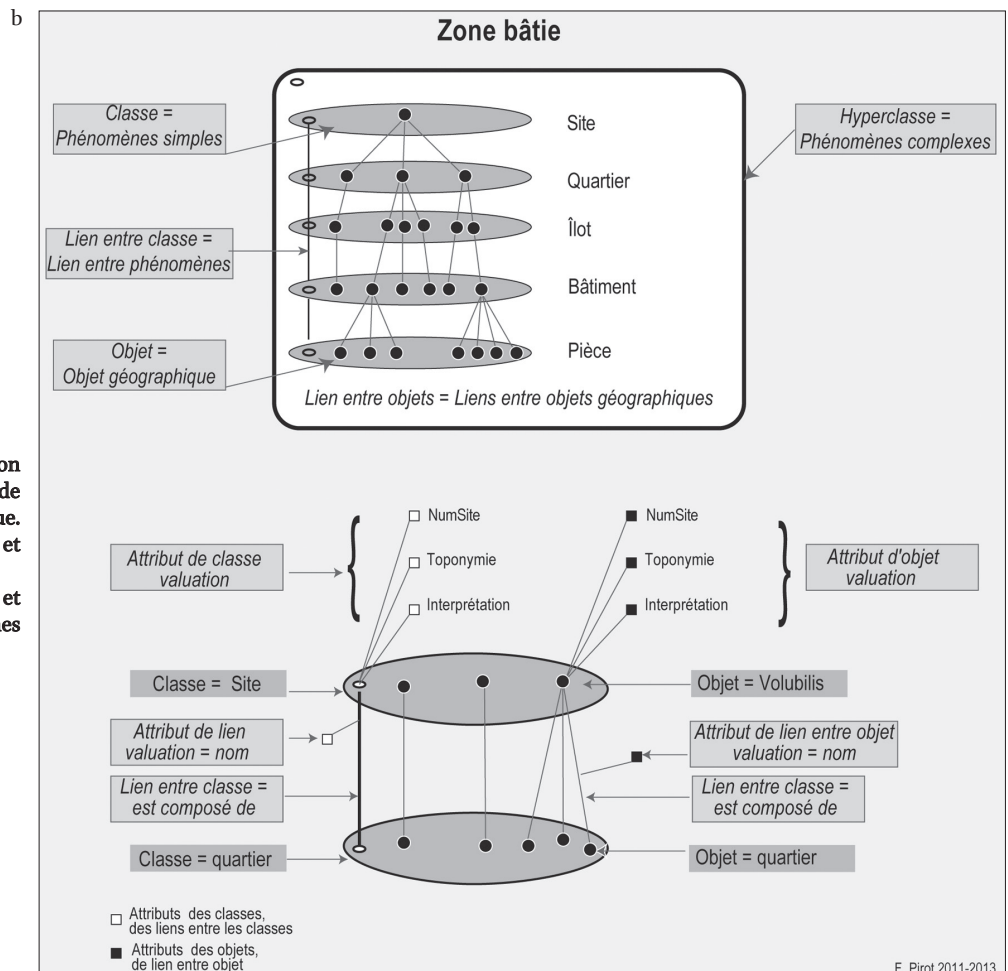 b
Zone bâtie
Classe =
Phénomènes simples
Site
Hyperclasse =
Phénomènes complexes
Quartier
Îlot
Lien entre classe =
Lien entre phénomènes
Bâtiment
Objet =
Objet géographique
Pièce
Lien entre objets = Liens entre objets géographiques
on
de
ue.
et
et
nes
NumSite
Toponymie
Interprétation
NumSite
Toponymie
Interprétation
Attribut de classe
valuation
Attribut d'objet
valuation
Classe = Site
Objet = Volubilis
Attribut de lien
valuation = nom
Attribut de lien entre objet
valuation = nom
Lien entre classe =
est composé de
Lien entre classe =
est composé de
Classe = quartier
Objet = quartier
Attributs des classes,
des liens entre les classes
Attributs des objets,
de lien entre objet
F. Pirot 2011-2013